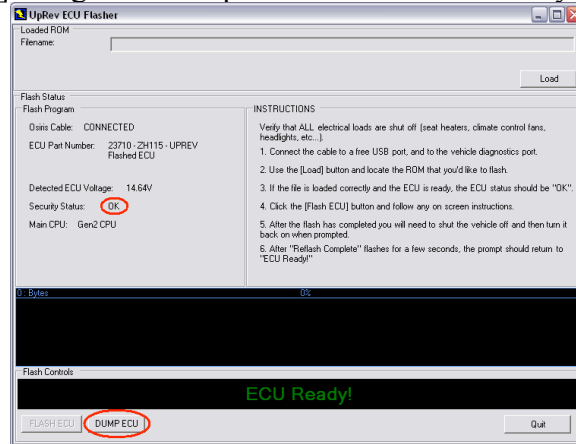 UpRev ECU Flasher
Loaded ROM
Filename:
Load
Flash Status
Flash Program
Osiris Cable: CONNECTED
ECU Part Number: 23710 - ZH115 - UPREV
Flashed ECU
Detected ECU Voltage: 14.64V
Security Status: OK
Main CPU: Gen2 CPU
INSTRUCTIONS
Verify that ALL electrical loads are shut off (seat heaters, climate control fans,
headlights, etc...).
1. Connect the cable to a free USB port, and to the vehicle diagnostics port.
2. Use the [Load] button and locate the ROM that you'd like to flash.
3. If the file is loaded correctly and the ECU is ready, the ECU status should be "OK".
4. Click the [Flash ECU] button and follow any on screen instructions.
5. After the flash has completed you will need to shut the vehicle off and then turn it
back on when prompted.
6. After "Reflash Complete" flashes for a few seconds, the prompt should return to
"ECU Ready!"
0 : Bytes 0%
Flash Controls
ECU Ready!
FLASH ECU DUMP ECU Quit